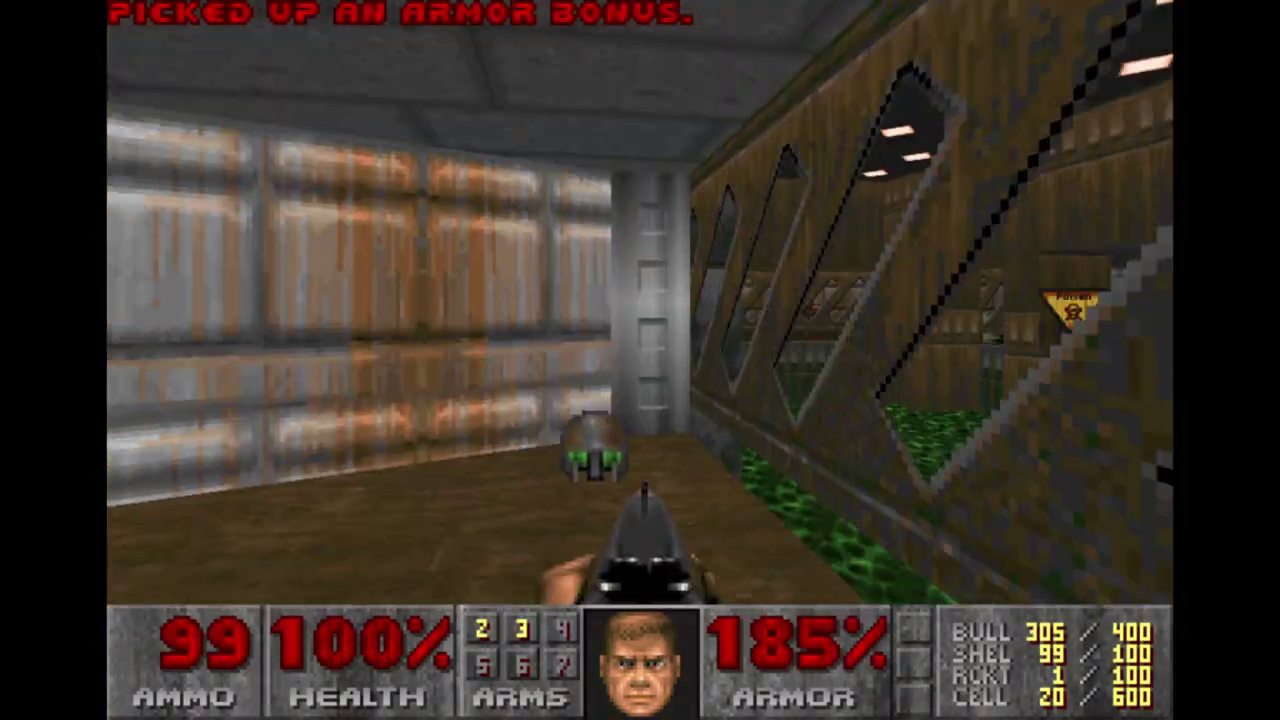 PICKED UP AN ARMOR BONUS.
Poison
99 100% 2 3 4 185% BULL 305 / 400
5 6 7 SHEL 99 / 100
RCKT 1 / 100
AMMO HEALTH ARMS ARMOR CELL 20 / 600